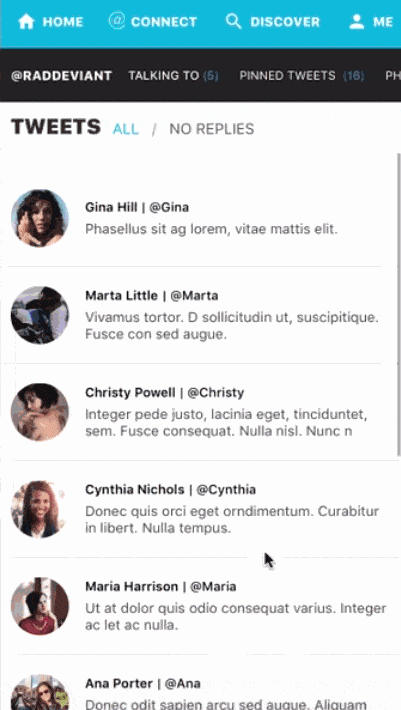 HOME @ CONNECT DISCOVER ME
@RADDEVIANT TALKING TO (5) PINNED TWEETS (16) PH
TWEETS ALL / NO REPLIES
Gina Hill | @Gina
Phasellus sit ag lorem, vitae mattis elit.
Marta Little | @Marta
Vivamus tortor. D sollicitudin ut, suscipitique.
Fusce con sed augue.
Christy Powell | @Christy
Integer pede justo, lacinia eget, tinciduntet,
sem. Fusce consequat. Nulla nisl. Nunc n
Cynthia Nichols | @Cynthia
Donec quis orci eget orndimentum. Curabitur
in libert. Nulla tempus.
Maria Harrison | @Maria
Ut at dolor quis odio consequat varius. Integer
ac let ac nulla.
Ana Porter | @Ana
Donec odit sapien arcu sed augue. Aliquam